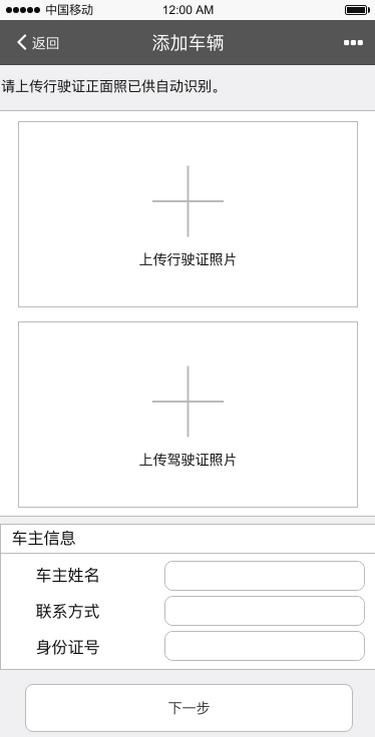 中国移动 12:00 AM
返回 添加车辆
请上传行驶证正面照已供自动识别。
上传行驶证照片
上传驾驶证照片
车主信息
车主姓名
联系方式
身份证号
下一步